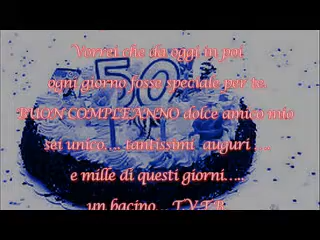 Vorrei che da oggi in poi
50
ogni giorno fosse speciale per te.
BUON COMPLEANNO dolce amico mio
sei unico.... tantissimi auguri ....
e mille di questi giorni.....
un bacino... T.V.T.B.